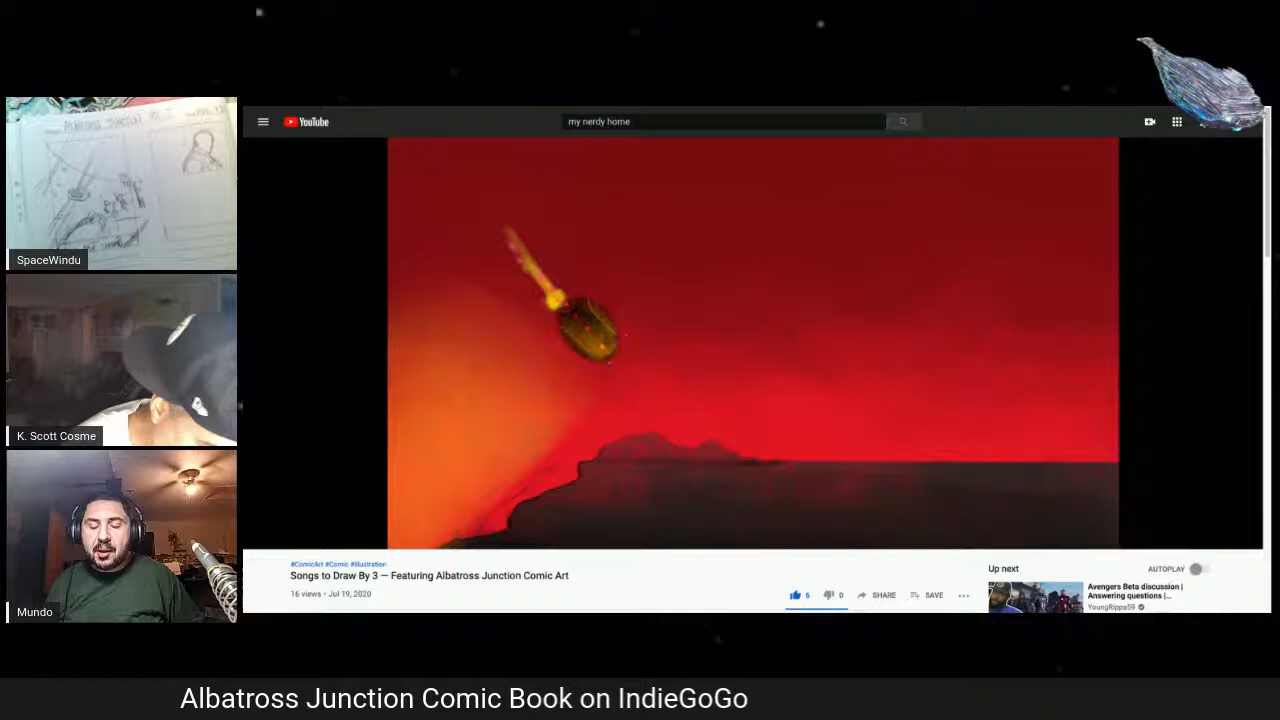 YouTube
my nerdy home
SpaceWindu
K. Scott Cosme
Mundo
#ComicArt #Comic #Illustration
Songs to Draw By 3 — Featuring Albatross Junction Comic Art
16 views • Jul 19, 2020
6
0
SHARE
SAVE
Up next
AUTOPLAY
Avengers Beta discussion |
Answering questions |...
YoungRippa59
Albatross Junction Comic Book on IndieGoGo